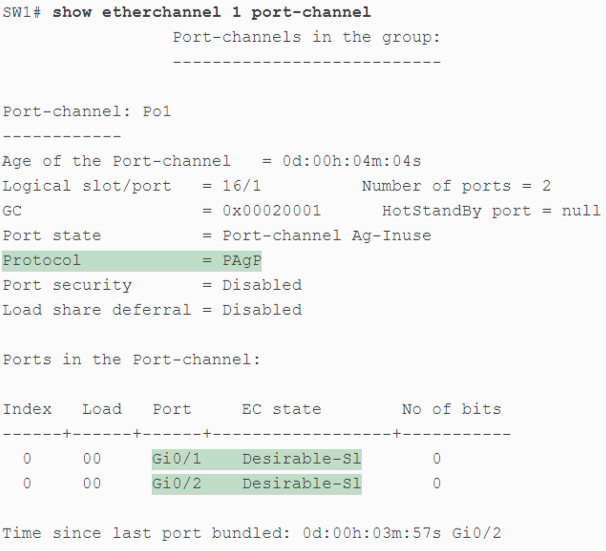 SW1# show etherchannel 1 port-channel
Port-channels in the group:
---------------------------
Port-channel: Po1
------------
Age of the Port-channel   = 0d:00h:04m:04s
Logical slot/port   = 16/1          Number of ports = 2
GC                  = 0x00020001      HotStandBy port = null
Port state          = Port-channel Ag-Inuse
Protocol            = PAgP
Port security       = Disabled
Load share deferral = Disabled
Ports in the Port-channel:
Index   Load   Port     EC state        No of bits
------+------+------+------------------+-----------
  0     00     Gi0/1    Desirable-Sl       0
  0     00     Gi0/2    Desirable-Sl       0
Time since last port bundled: 0d:00h:03m:57s Gi0/2